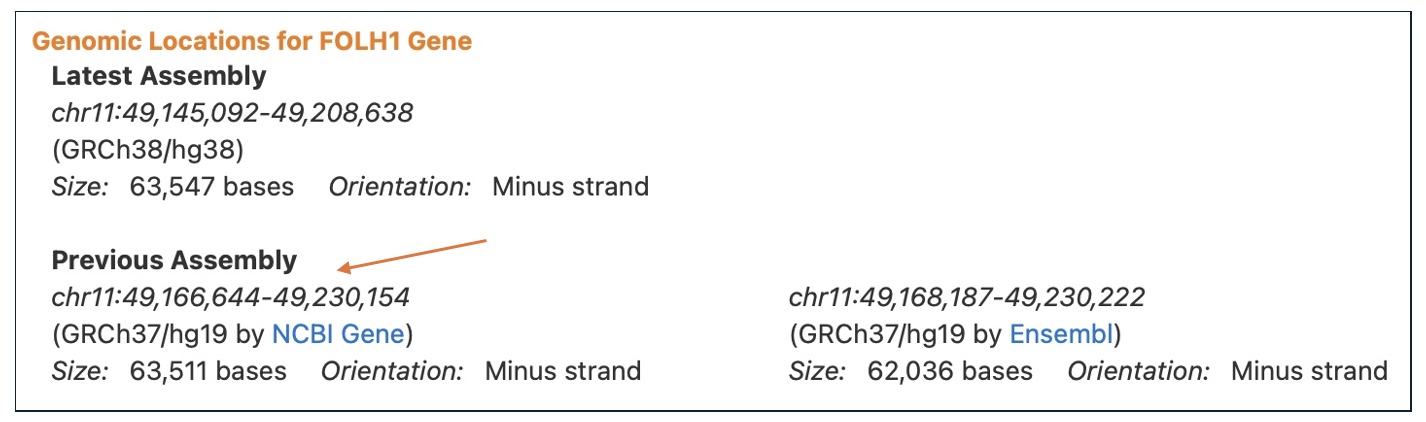 Genomic Locations for FOLH1 Gene
Latest Assembly
chr11:49,145,092-49,208,638
(GRCh38/hg38)
Size: 63,547 bases Orientation: Minus strand
Previous Assembly
chr11:49,166,644-49,230,154
(GRCh37/hg19 by NCBI Gene)
Size: 63,511 bases Orientation: Minus strand
chr11:49,168,187-49,230,222
(GRCh37/hg19 by Ensembl)
Size: 62,036 bases Orientation: Minus strand